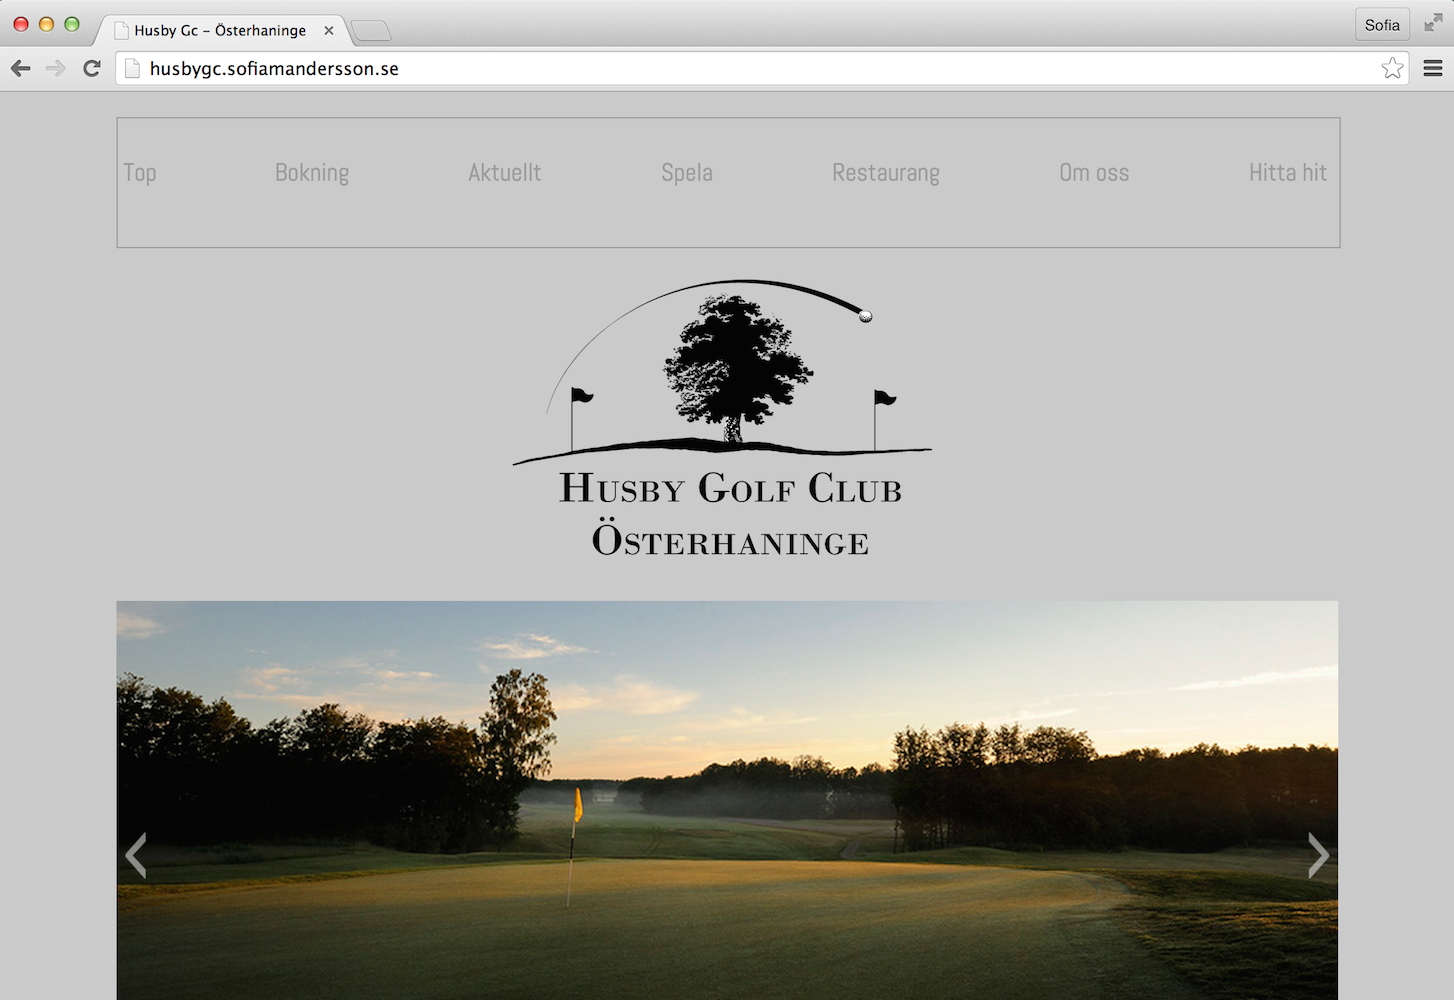 Husby Gc – Österhaninge
Sofia
husbygc.sofiamandersson.se
Top Bokning Aktuellt Spela Restaurang Om oss Hitta hit
Husby Golf Club
Österhaninge